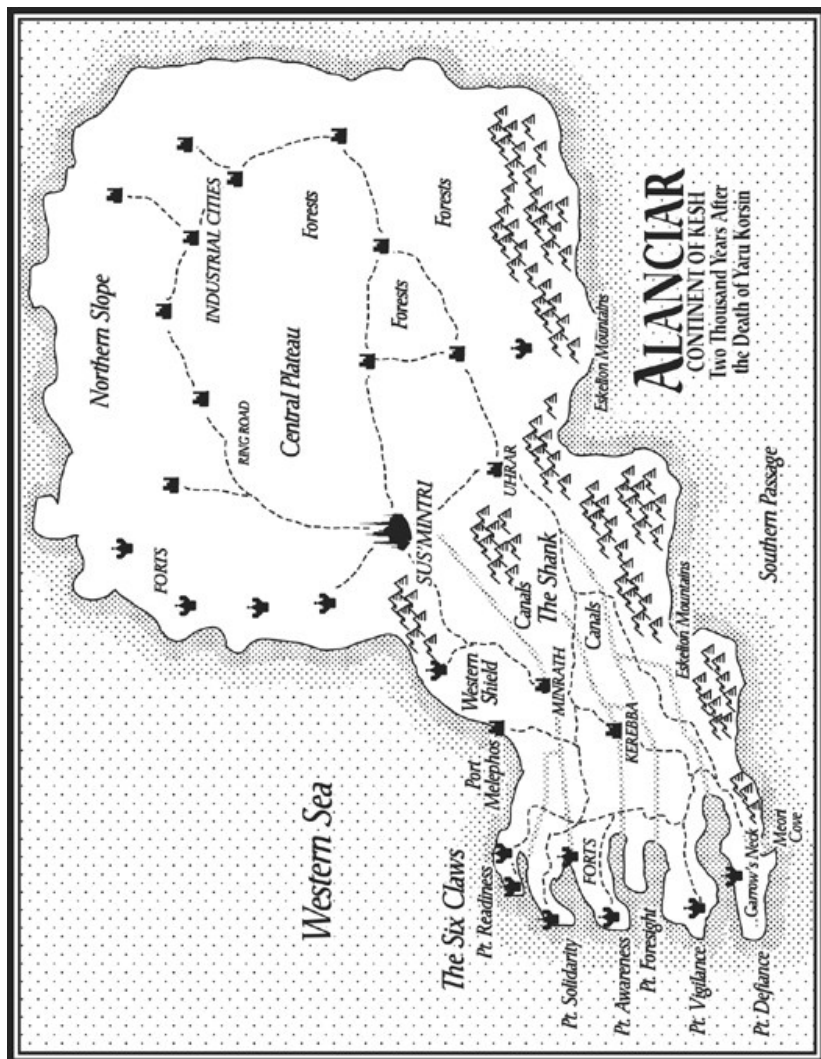 Northern Slope
FORTS
INDUSTRIAL CITIES
RING ROAD
Central Plateau
Forests
Western Sea
Forests
SUS'MINTRI
Forests
The Six Claws
Port
Melephos
Western
Shield
Pt. Readiness
UHRAR
Canals
The Shank
MINRATH
Pt. Solidarity
FORTS
Canals
Eskelion Mountains
Pt. Awareness
KEREBBA
Pt. Foresight
Eskelion Mountains
Pt. Vigilance
ALANCIAR
CONTINENT OF KESH
Two Thousand Years After
the Death of Yaru Korsin
Garrow's Neck
Pt. Defiance
Southern Passage
Meori
Cove